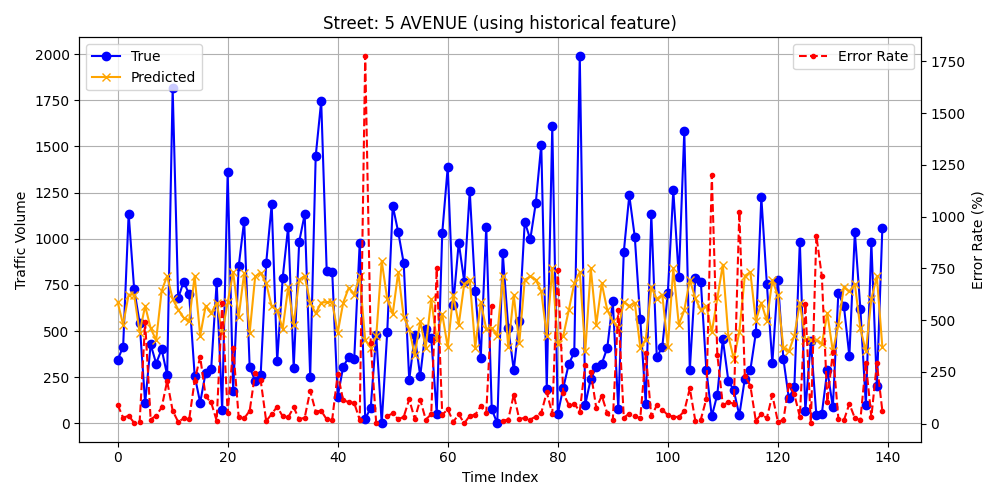 Street: 5 AVENUE (using historical feature)
True
Predicted
Error Rate
2000
1750
1500
1250
1000
750
500
250
0
Traffic Volume
1750
1500
1250
1000
750
500
250
0
Error Rate (%)
0 20 40 60 80 100 120 140
Time Index